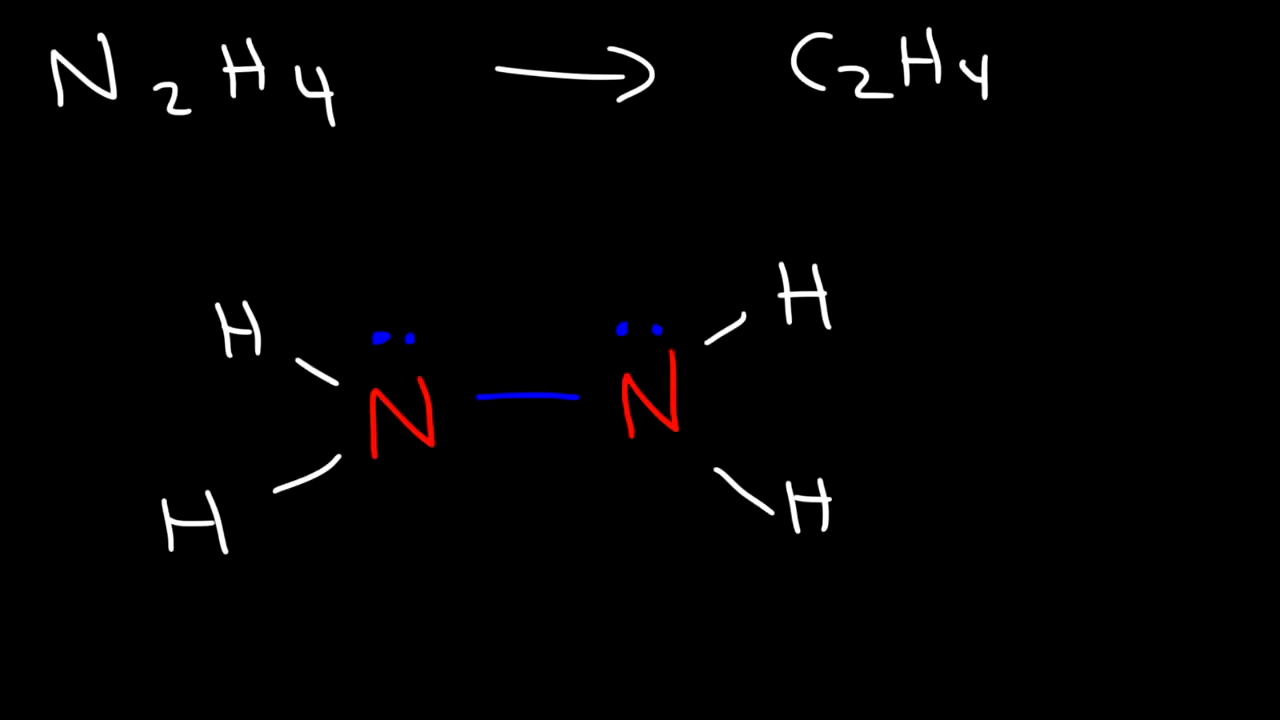 N₂H₄ → C₂H₄
H H
N — N
H H